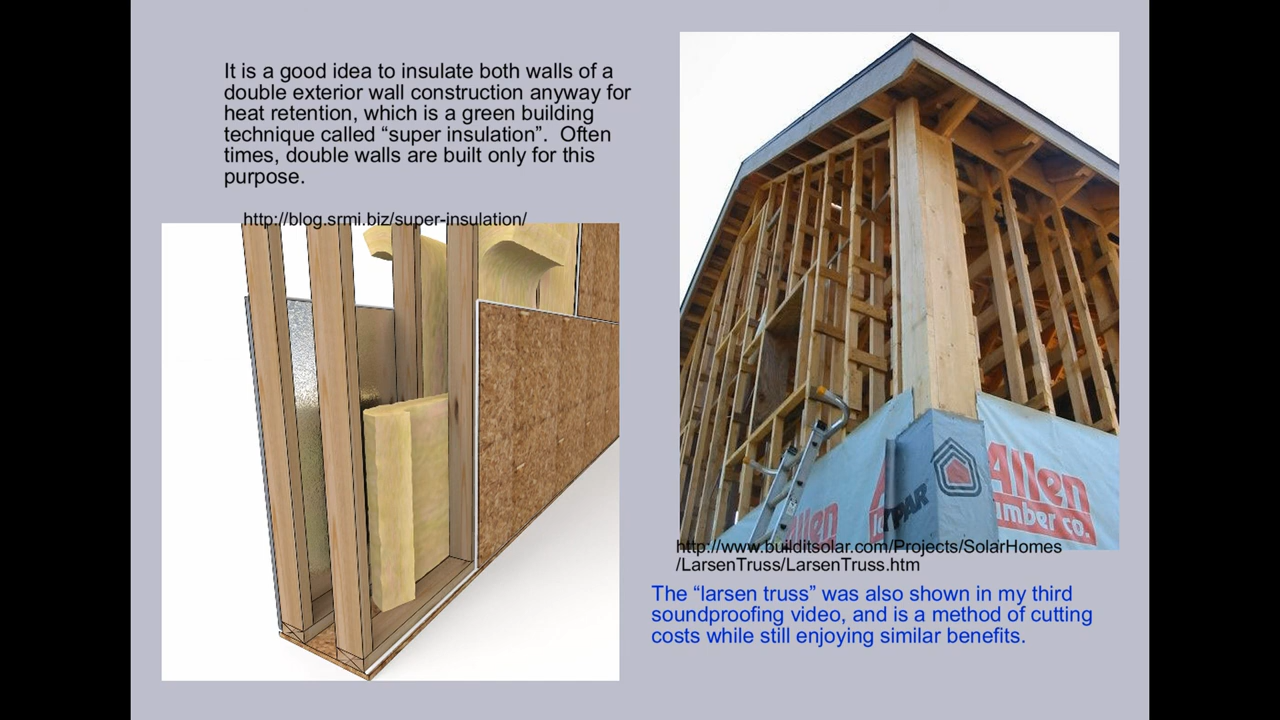 It is a good idea to insulate both walls of a
double exterior wall construction anyway for
heat retention, which is a green building
technique called “super insulation”.  Often
times, double walls are built only for this
purpose.
http://blog.srmi.biz/super-insulation/
Allen
umber co.
Allen
YPAR
http://www.builditsolar.com/Projects/SolarHomes
/LarsenTruss/LarsenTruss.htm
The “larsen truss” was also shown in my third
soundproofing video, and is a method of cutting
costs while still enjoying similar benefits.